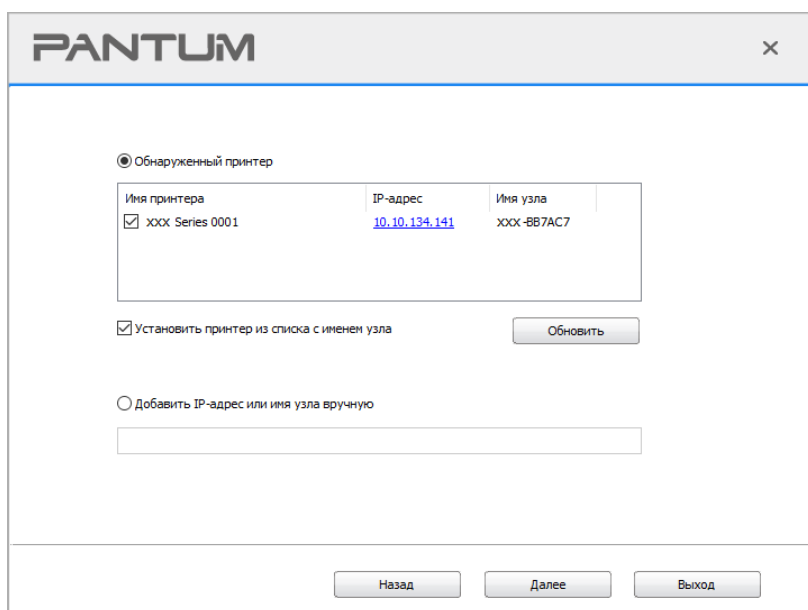 PANTUM
Обнаруженный принтер
Имя принтера IP-адрес Имя узла
XXX Series 0001 10.10.134.141 XXX-BB7AC7
Установить принтер из списка с именем узла Обновить
Добавить IP-адрес или имя узла вручную
Назад Далее Выход